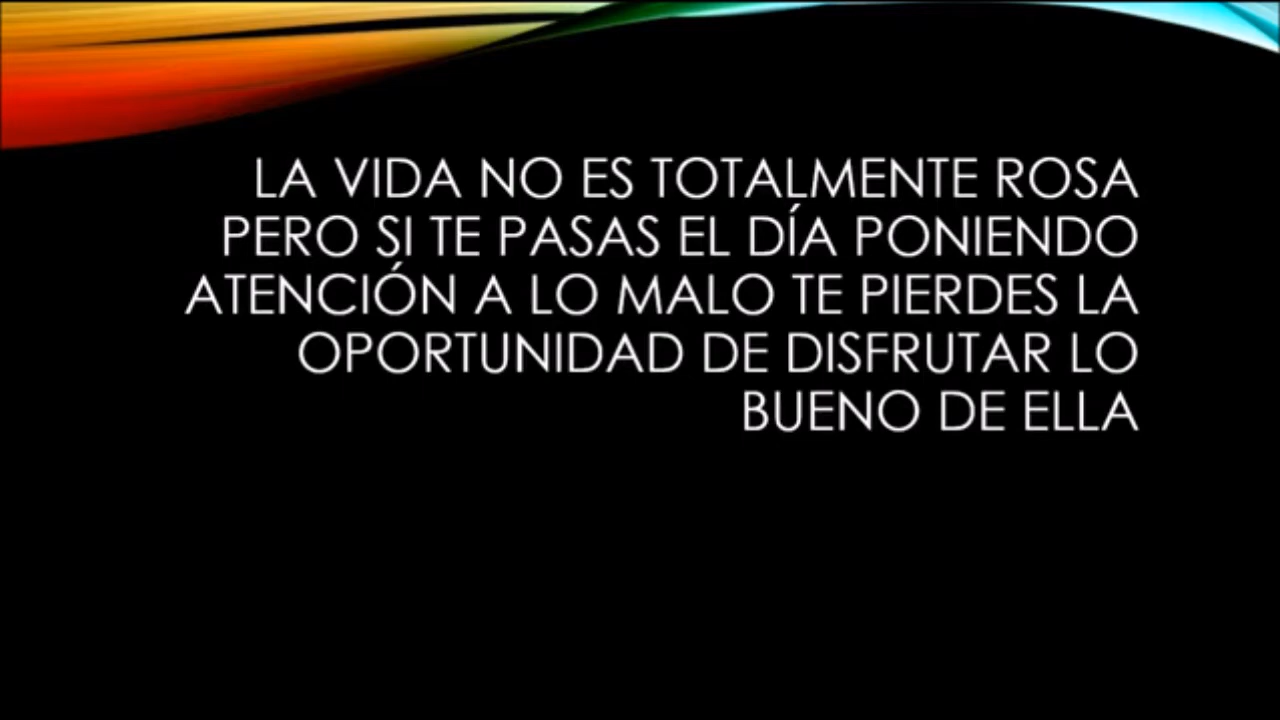 LA VIDA NO ES TOTALMENTE ROSA
PERO SI TE PASAS EL DÍA PONIENDO
ATENCIÓN A LO MALO TE PIERDES LA
OPORTUNIDAD DE DISFRUTAR LO
BUENO DE ELLA